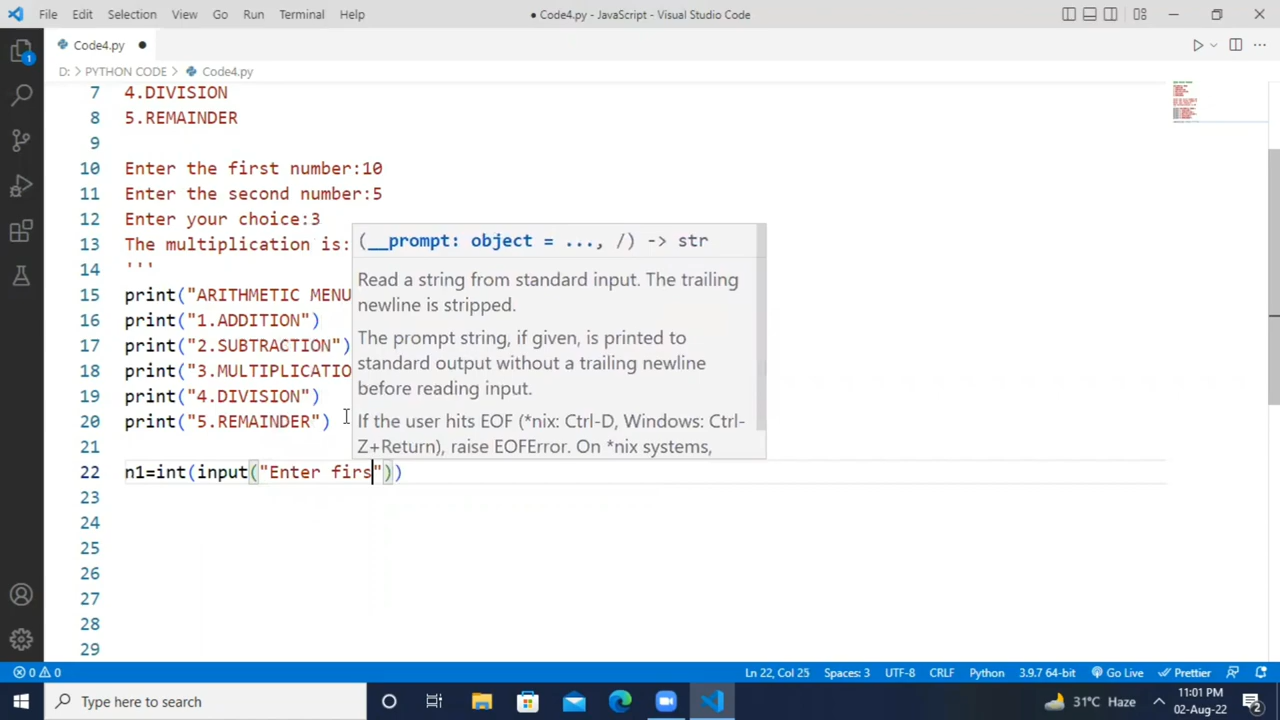 File Edit Selection View Go Run Terminal Help
● Code4.py - JavaScript - Visual Studio Code
Code4.py ●
D: > PYTHON CODE > Code4.py
7 4.DIVISION
8 5.REMAINDER
9
10 Enter the first number:10
11 Enter the second number:5
12 Enter your choice:3
13 The multiplication is:
14 '''
15 print("ARITHMETIC MENU
16 print("1.ADDITION")
17 print("2.SUBTRACTION")
18 print("3.MULTIPLICATIO
19 print("4.DIVISION")
20 print("5.REMAINDER")
21
22 n1=int(input("Enter firs"))
23
24
25
26
27
28
29
(__prompt: object = ..., /) -> str
Read a string from standard input. The trailing
newline is stripped.
The prompt string, if given, is printed to
standard output without a trailing newline
before reading input.
If the user hits EOF (*nix: Ctrl-D, Windows: Ctrl-
Z+Return), raise EOFError. On *nix systems,
1
0 0 Ln 22, Col 25 Spaces: 3 UTF-8 CRLF Python 3.9.7 64-bit Go Live Prettier
Type here to search
31°C Haze
11:01 PM
02-Aug-22
2